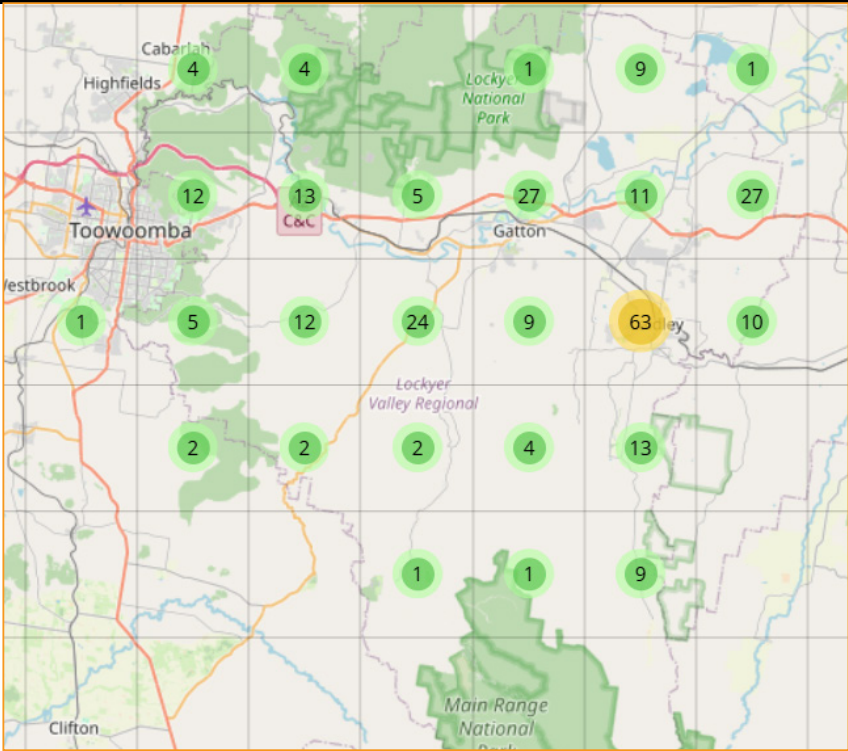 Cabarlah
4
4
1
9
1
Highfields
Lockyer
National
Park
12
13
5
27
11
27
C&C
Toowoomba
Gatton
Westbrook
1
5
12
24
9
63
dley
10
Lockyer
Valley Regional
2
2
2
4
13
1
1
9
Main Range
National
Park
Clifton